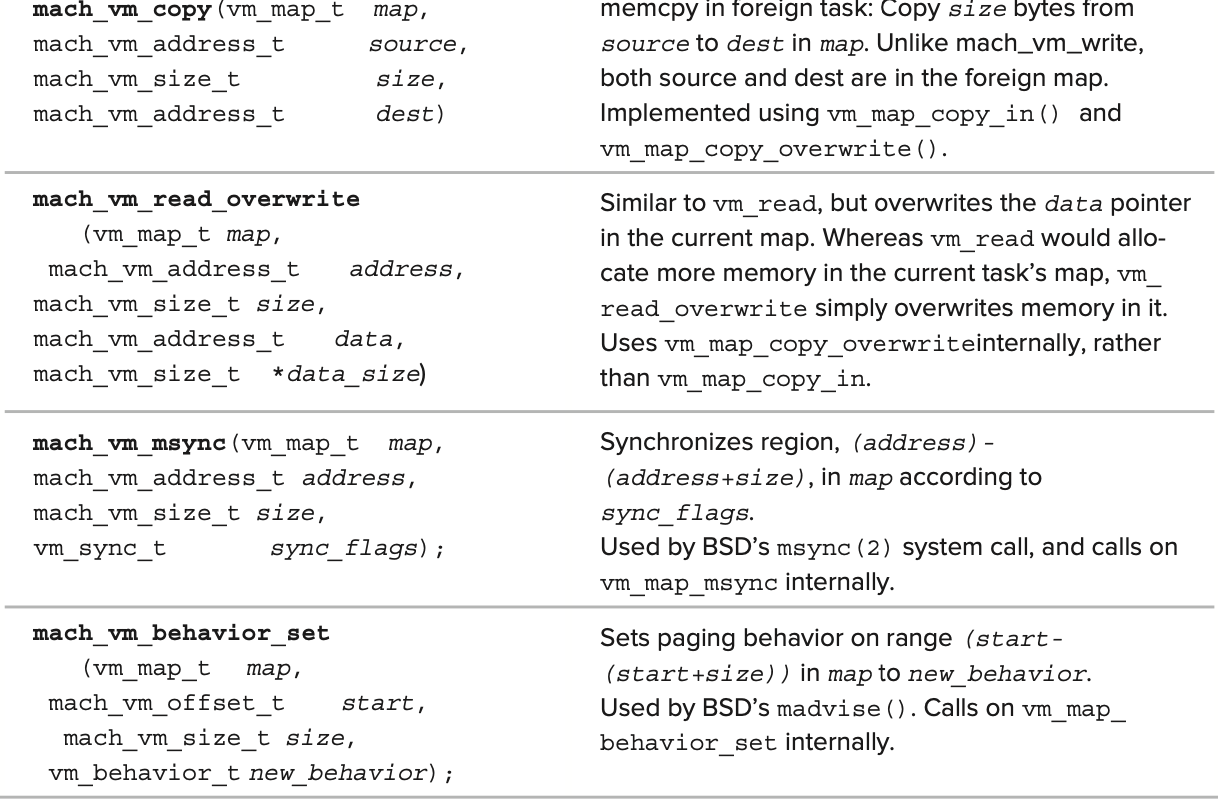 mach_vm_copy(vm_map_t map,
mach_vm_address_t source,
mach_vm_size_t size,
mach_vm_address_t dest)
memcpy in foreign task: Copy size bytes from
source to dest in map. Unlike mach_vm_write,
both source and dest are in the foreign map.
Implemented using vm_map_copy_in() and
vm_map_copy_overwrite().
mach_vm_read_overwrite
(vm_map_t map,
mach_vm_address_t address,
mach_vm_size_t size,
mach_vm_address_t data,
mach_vm_size_t *data_size)
Similar to vm_read, but overwrites the data pointer
in the current map. Whereas vm_read would allo-
cate more memory in the current task's map, vm_
read_overwrite simply overwrites memory in it.
Uses vm_map_copy_overwriteinternally, rather
than vm_map_copy_in.
mach_vm_msync(vm_map_t map,
mach_vm_address_t address,
mach_vm_size_t size,
vm_sync_t sync_flags);
Synchronizes region, (address)-
(address+size), in map according to
sync_flags.
Used by BSD's msync(2) system call, and calls on
vm_map_msync internally.
mach_vm_behavior_set
(vm_map_t map,
mach_vm_offset_t start,
mach_vm_size_t size,
vm_behavior_t new_behavior);
Sets paging behavior on range (start-
(start+size)) in map to new_behavior.
Used by BSD's madvise(). Calls on vm_map_
behavior_set internally.